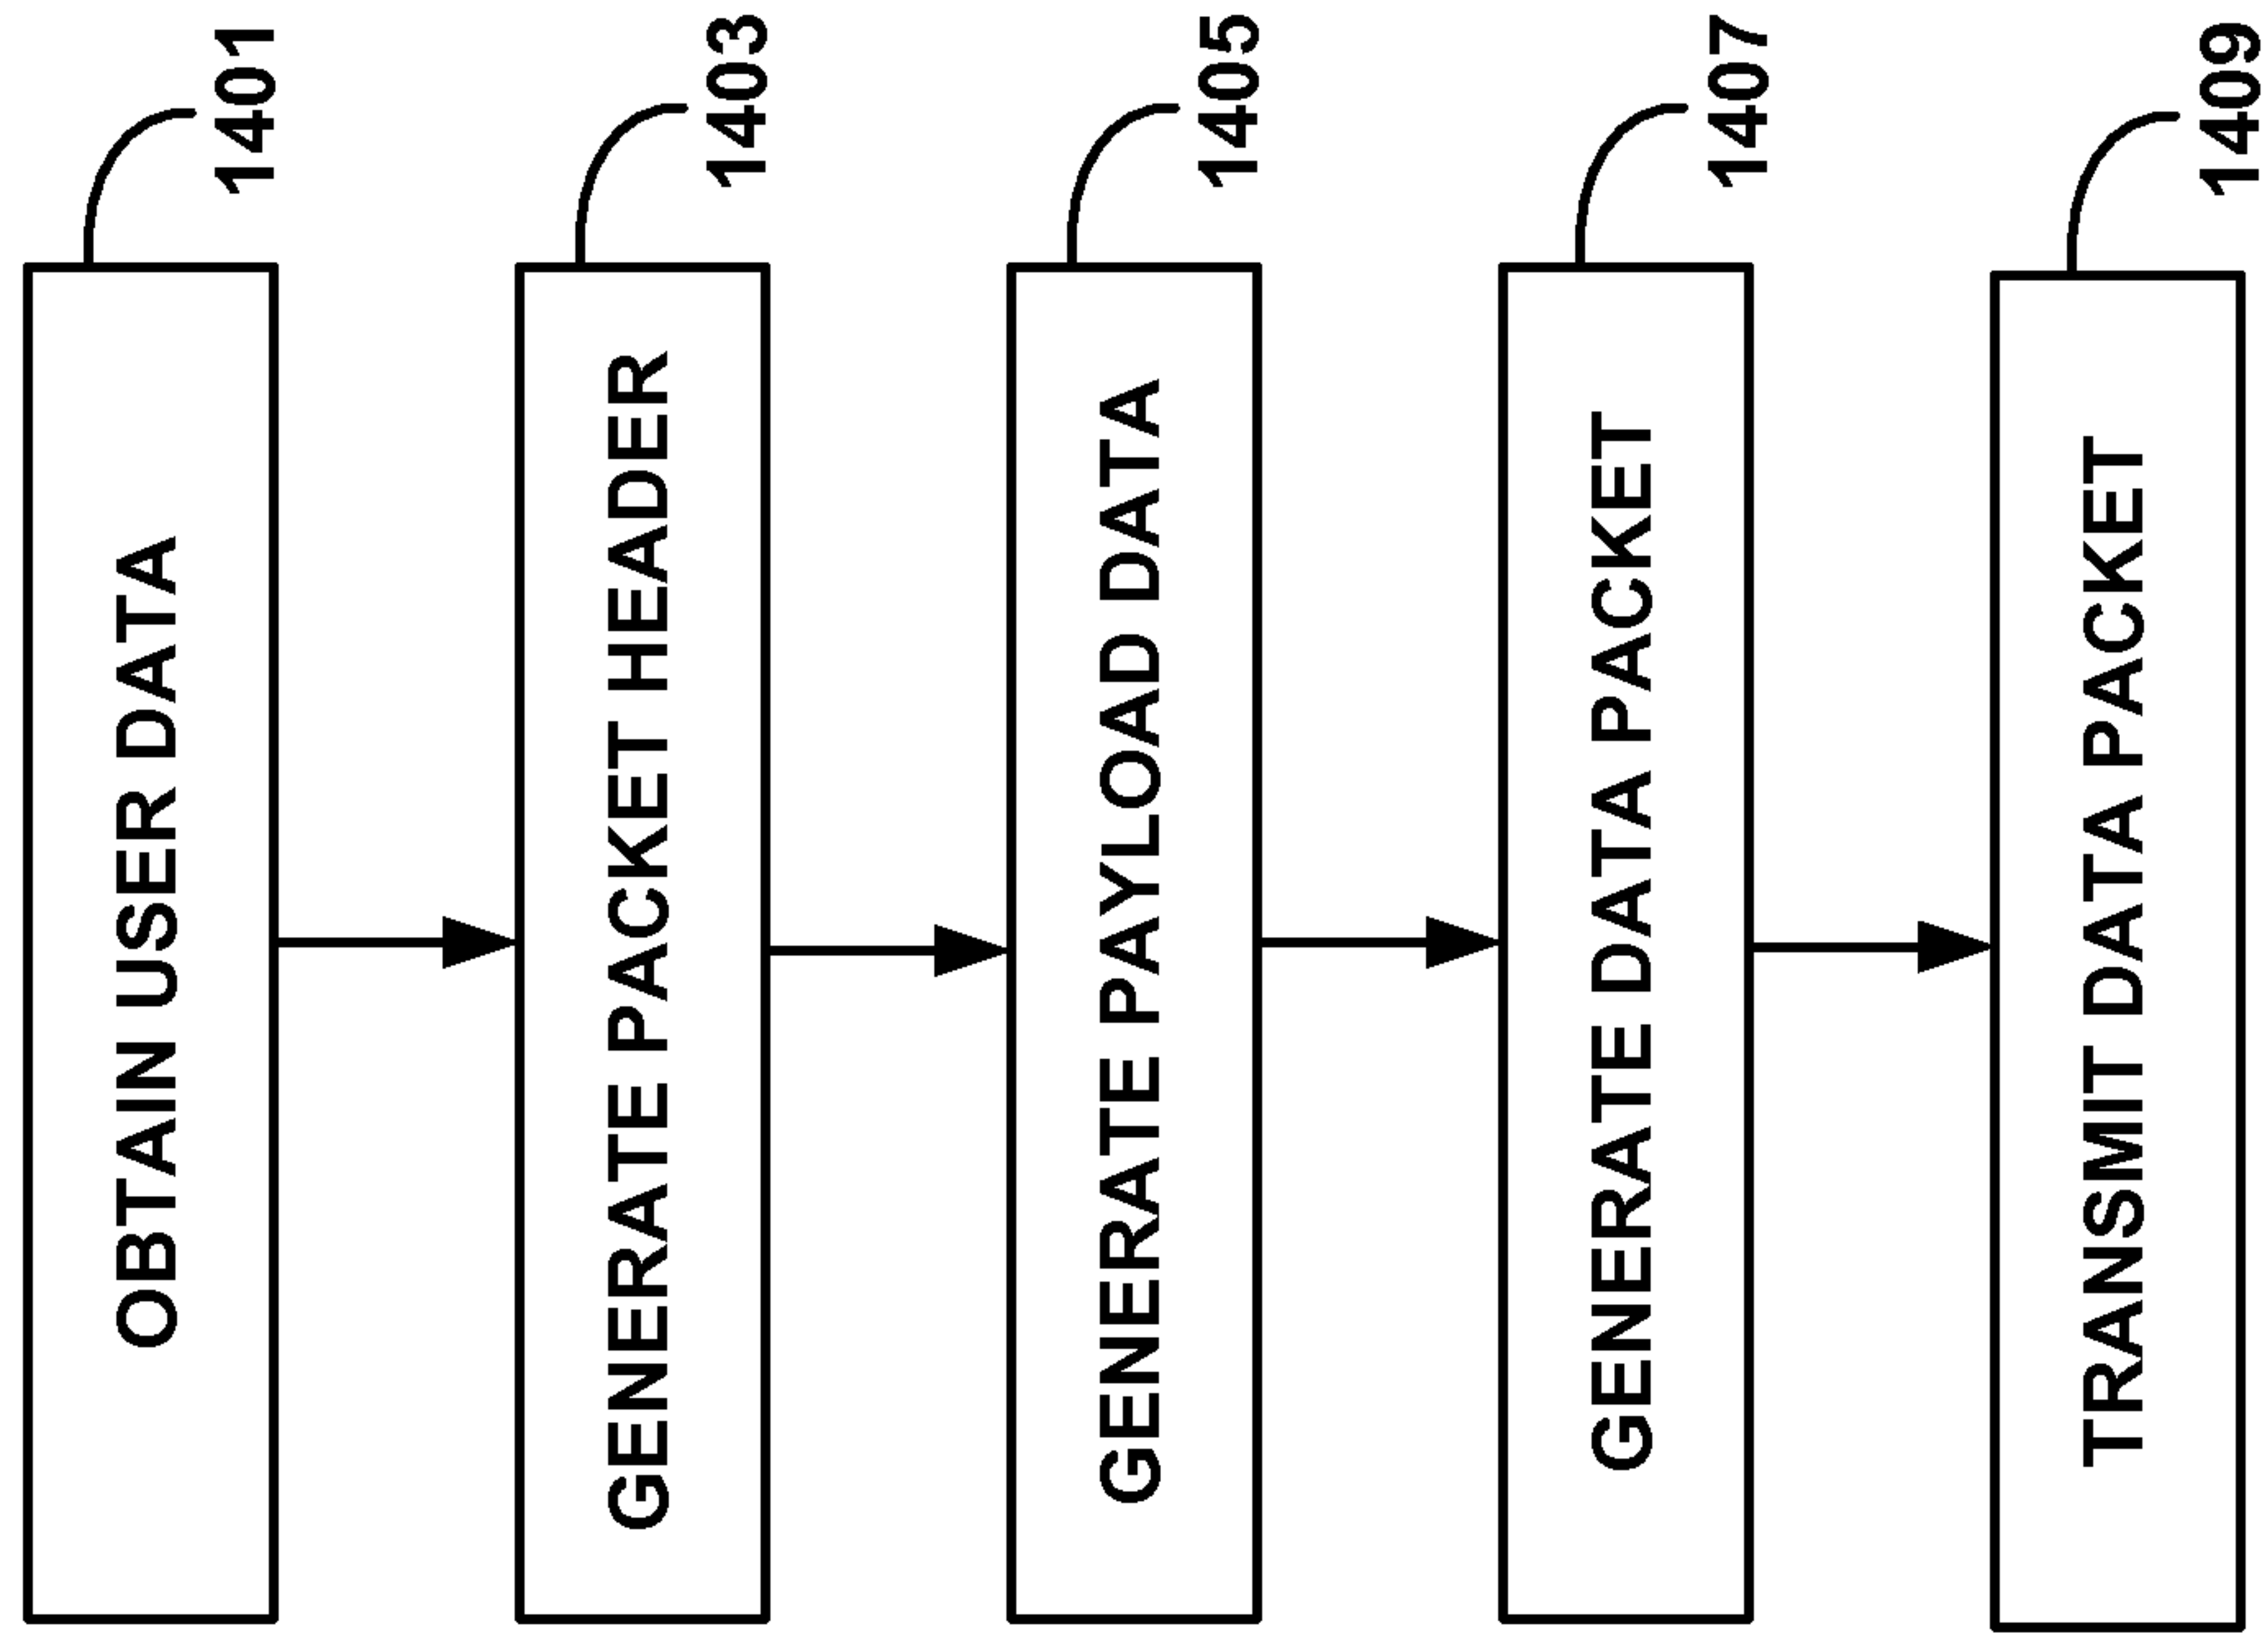 OBTAIN USER DATA
1401
GENERATE PACKET HEADER
1403
GENERATE PAYLOAD DATA
1405
GENERATE DATA PACKET
1407
TRANSMIT DATA PACKET
1409